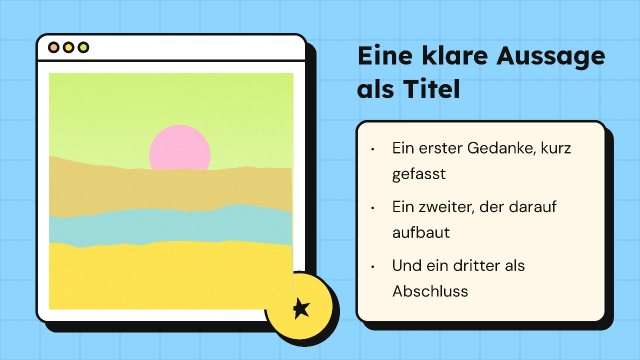 Eine klare Aussage
als Titel
· Ein erster Gedanke, kurz
gefasst
· Ein zweiter, der darauf
aufbaut
· Und ein dritter als
Abschluss